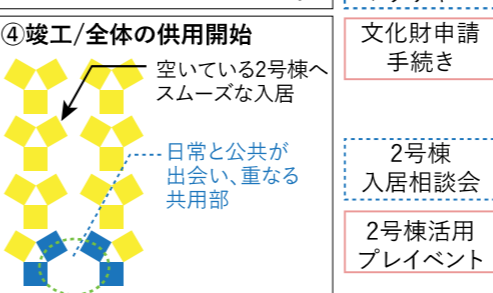 ④竣工/全体の供用開始
空いている2号棟へ
スムーズな入居
日常と公共が
出会い、重なる
共用部
文化財申請
手続き
2号棟
入居相談会
2号棟活用
プレイベント